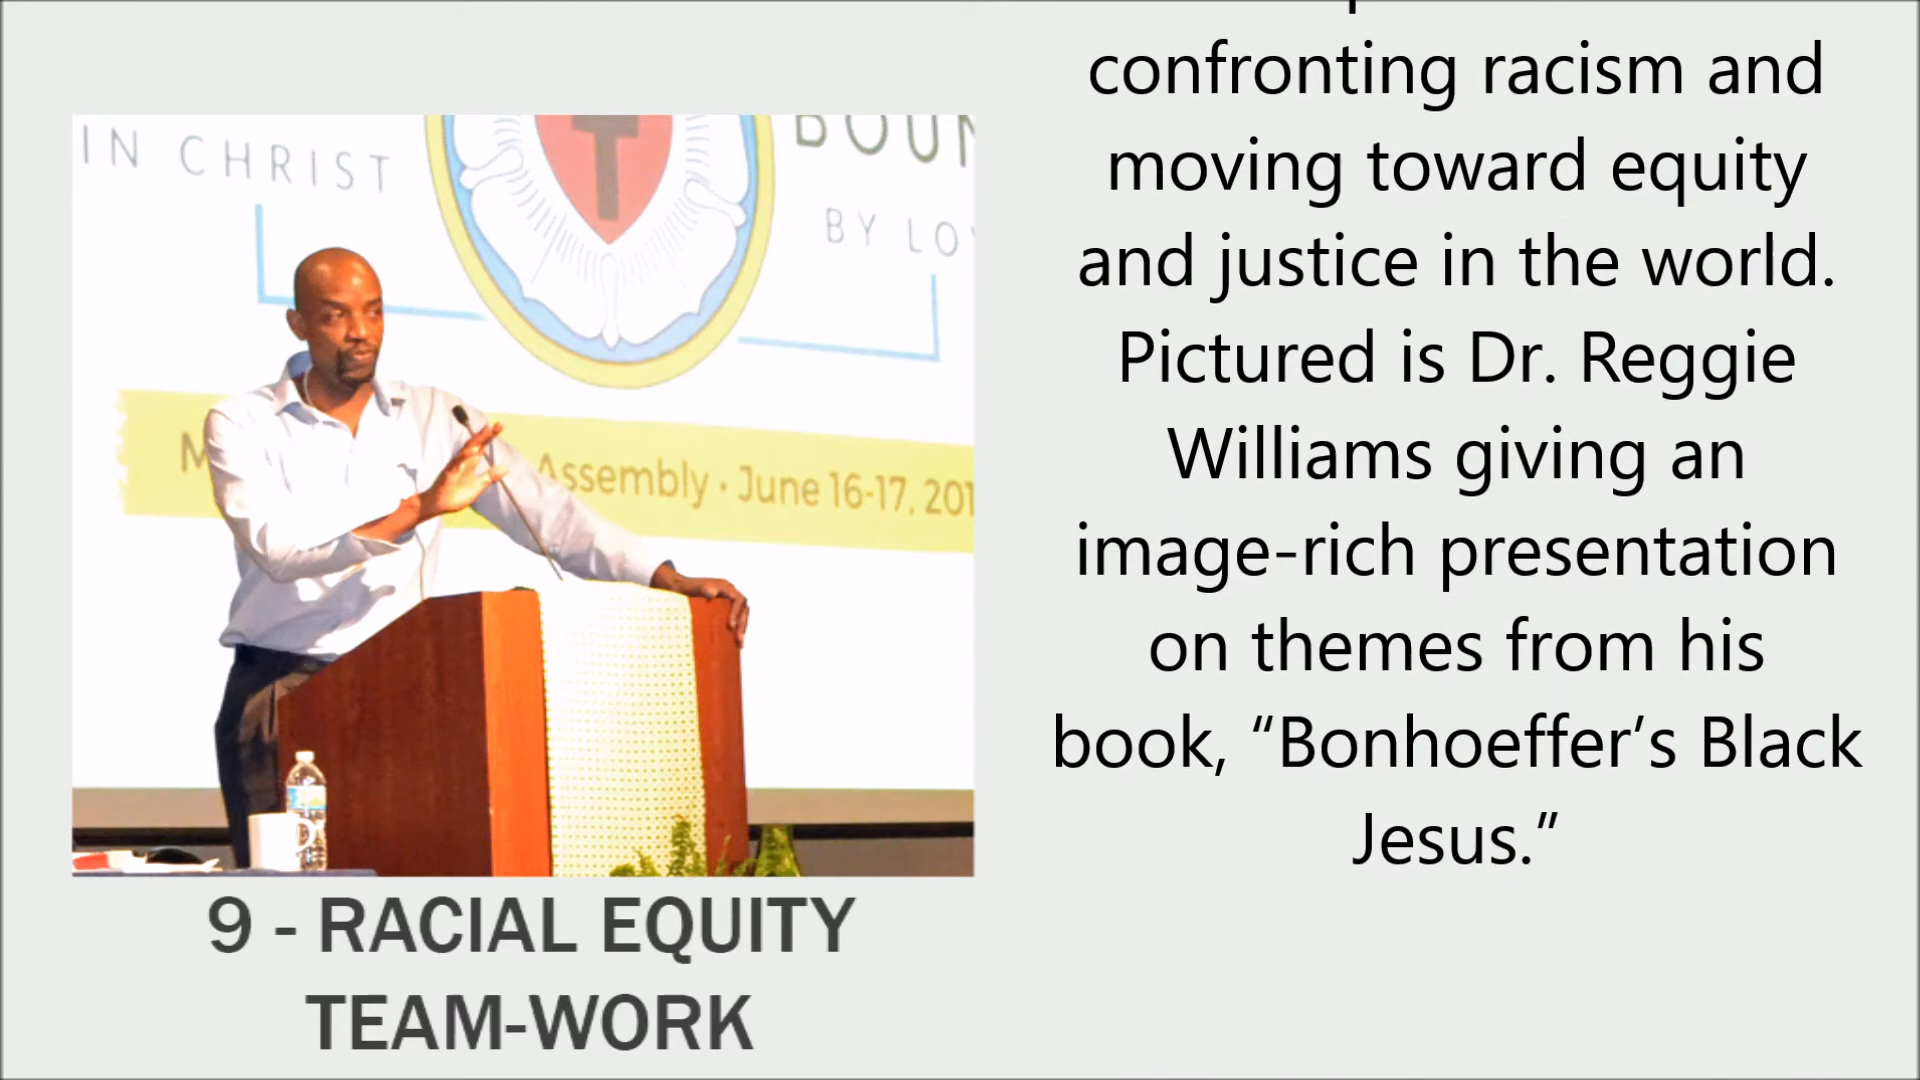 confronting racism and
moving toward equity
and justice in the world.
Pictured is Dr. Reggie
Williams giving an
image-rich presentation
on themes from his
book, “Bonhoeffer’s Black
Jesus.”
IN CHRIST
BY
Assembly · June 16-17, 201
9 - RACIAL EQUITY
TEAM-WORK